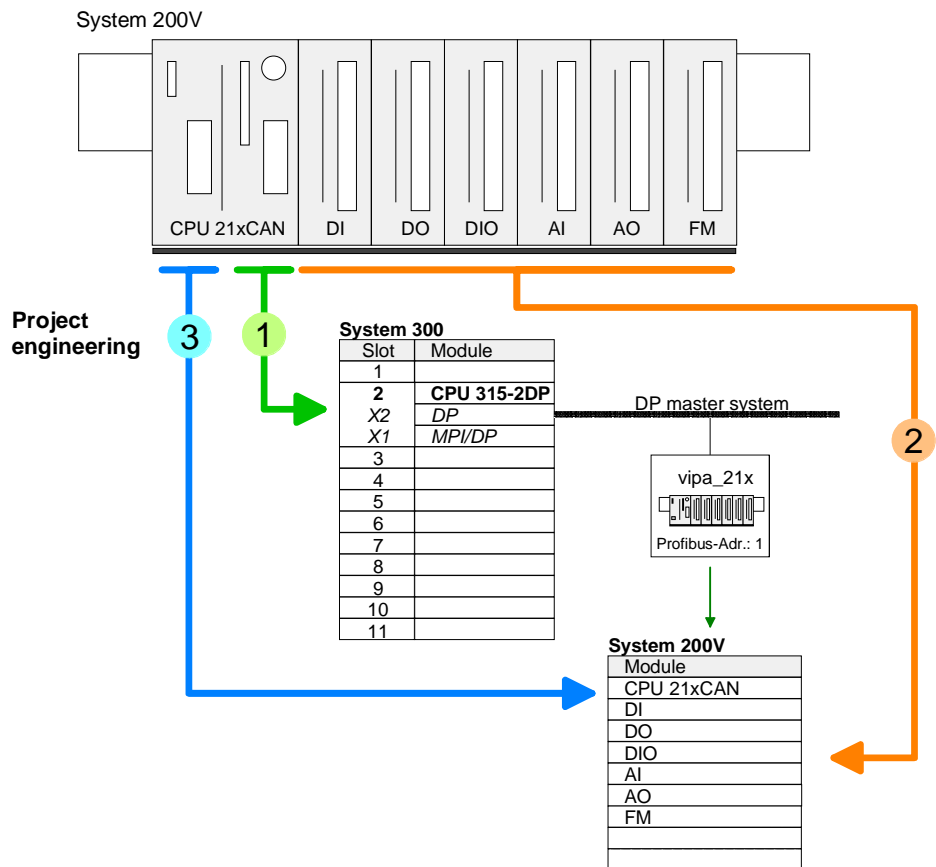 System 200V
CPU 21xCAN DI DO DIO AI AO FM
Project
engineering
3
1
2
System 300
Slot Module
1
2 CPU 315-2DP
X2 DP
X1 MPI/DP
3
4
5
6
7
8
9
10
11
DP master system
vipa_21x
Profibus-Adr.: 1
System 200V
Module
CPU 21xCAN
DI
DO
DIO
AI
AO
FM